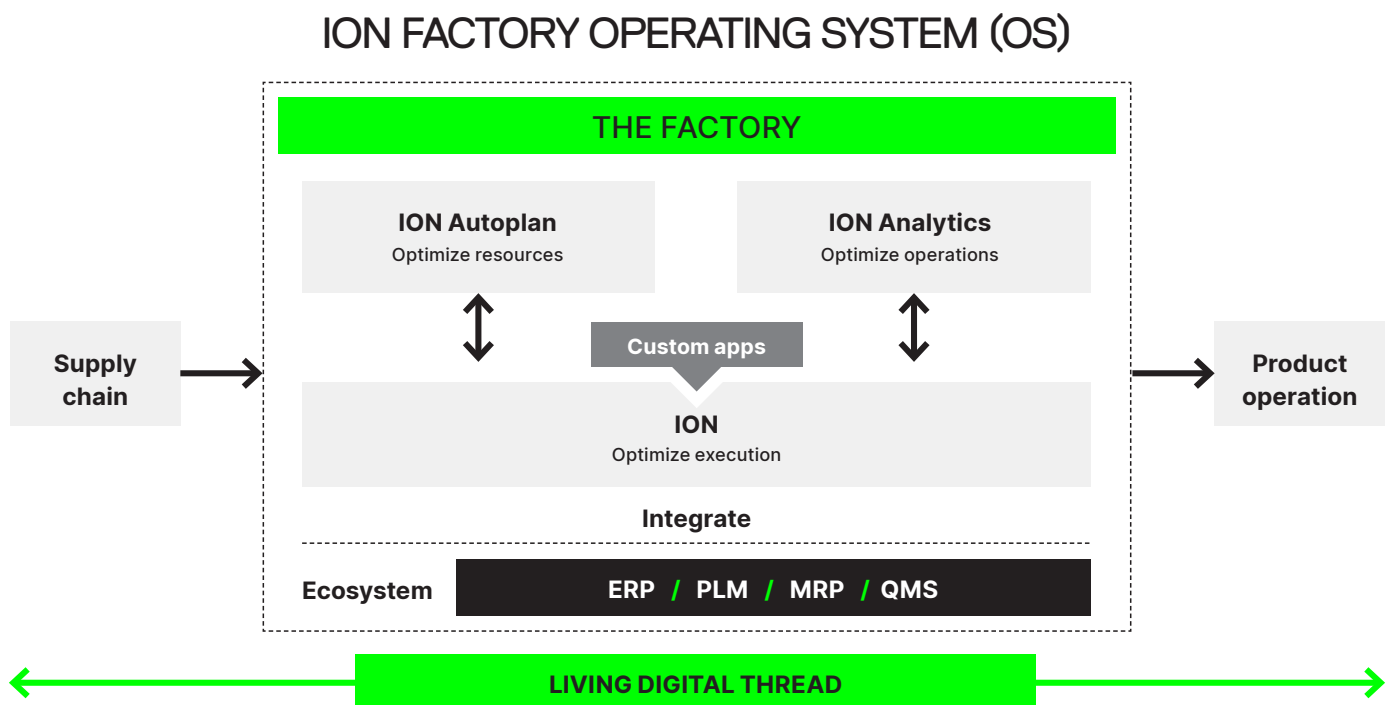 ION FACTORY OPERATING SYSTEM (OS)
THE FACTORY
ION Autoplan
Optimize resources
ION Analytics
Optimize operations
Supply
chain
Custom apps
Product
operation
ION
Optimize execution
Integrate
Ecosystem
ERP / PLM / MRP / QMS
LIVING DIGITAL THREAD